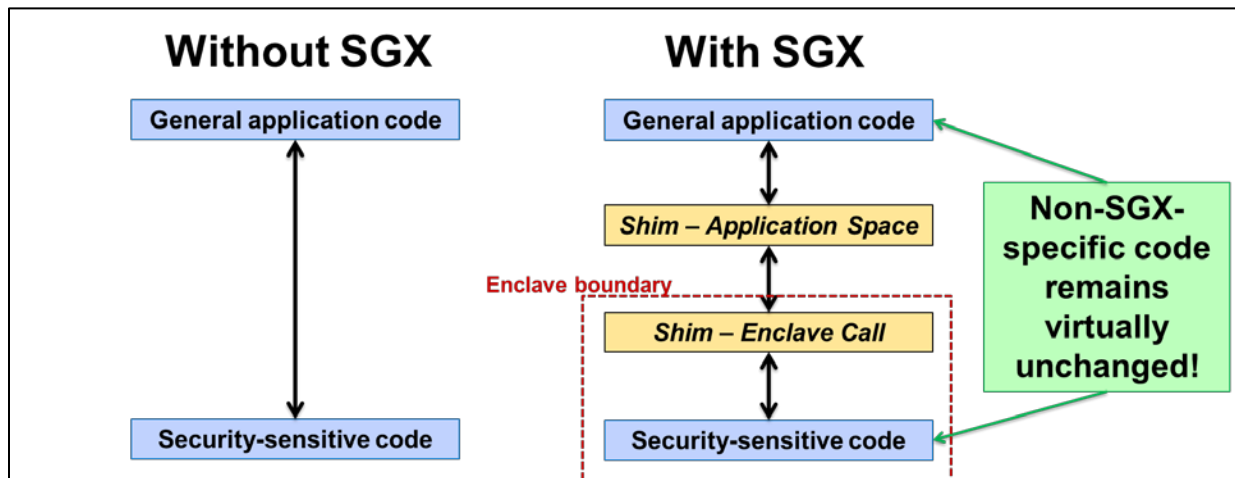 Without SGX
With SGX
General application code
General application code
Shim – Application Space
Enclave boundary
Shim – Enclave Call
Security-sensitive code
Security-sensitive code
Non-SGX-
specific code
remains
virtually
unchanged!